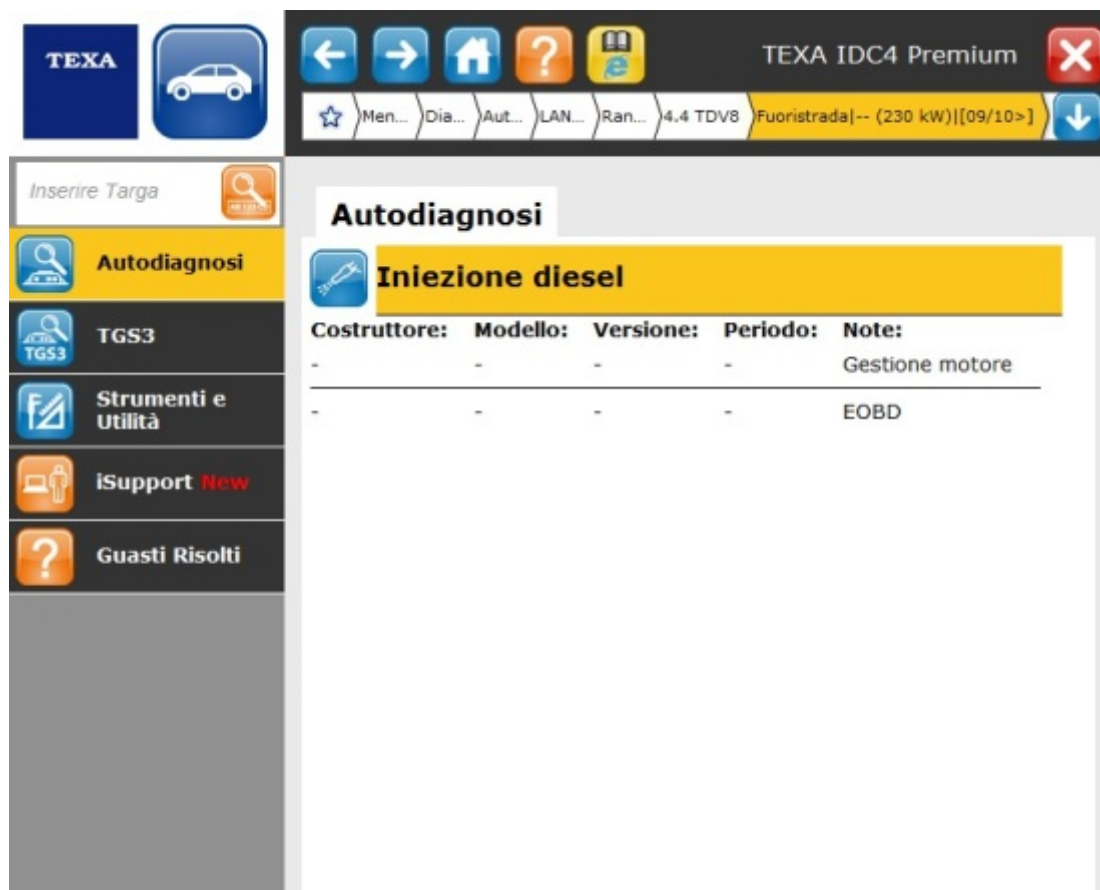 TEXA
TEXA IDC4 Premium
Men... Dia... Aut... LAN... Ran... 4.4 TDV8 Fuoristrada|-- (230 kW)|[09/10>]
Inserire Targa
Autodiagnosi
TGS3
TGS3
Strumenti e
Utilità
iSupport New
Guasti Risolti
Autodiagnosi
Iniezione diesel
Costruttore: Modello: Versione: Periodo: Note:
- - - - Gestione motore
- - - - EOBD